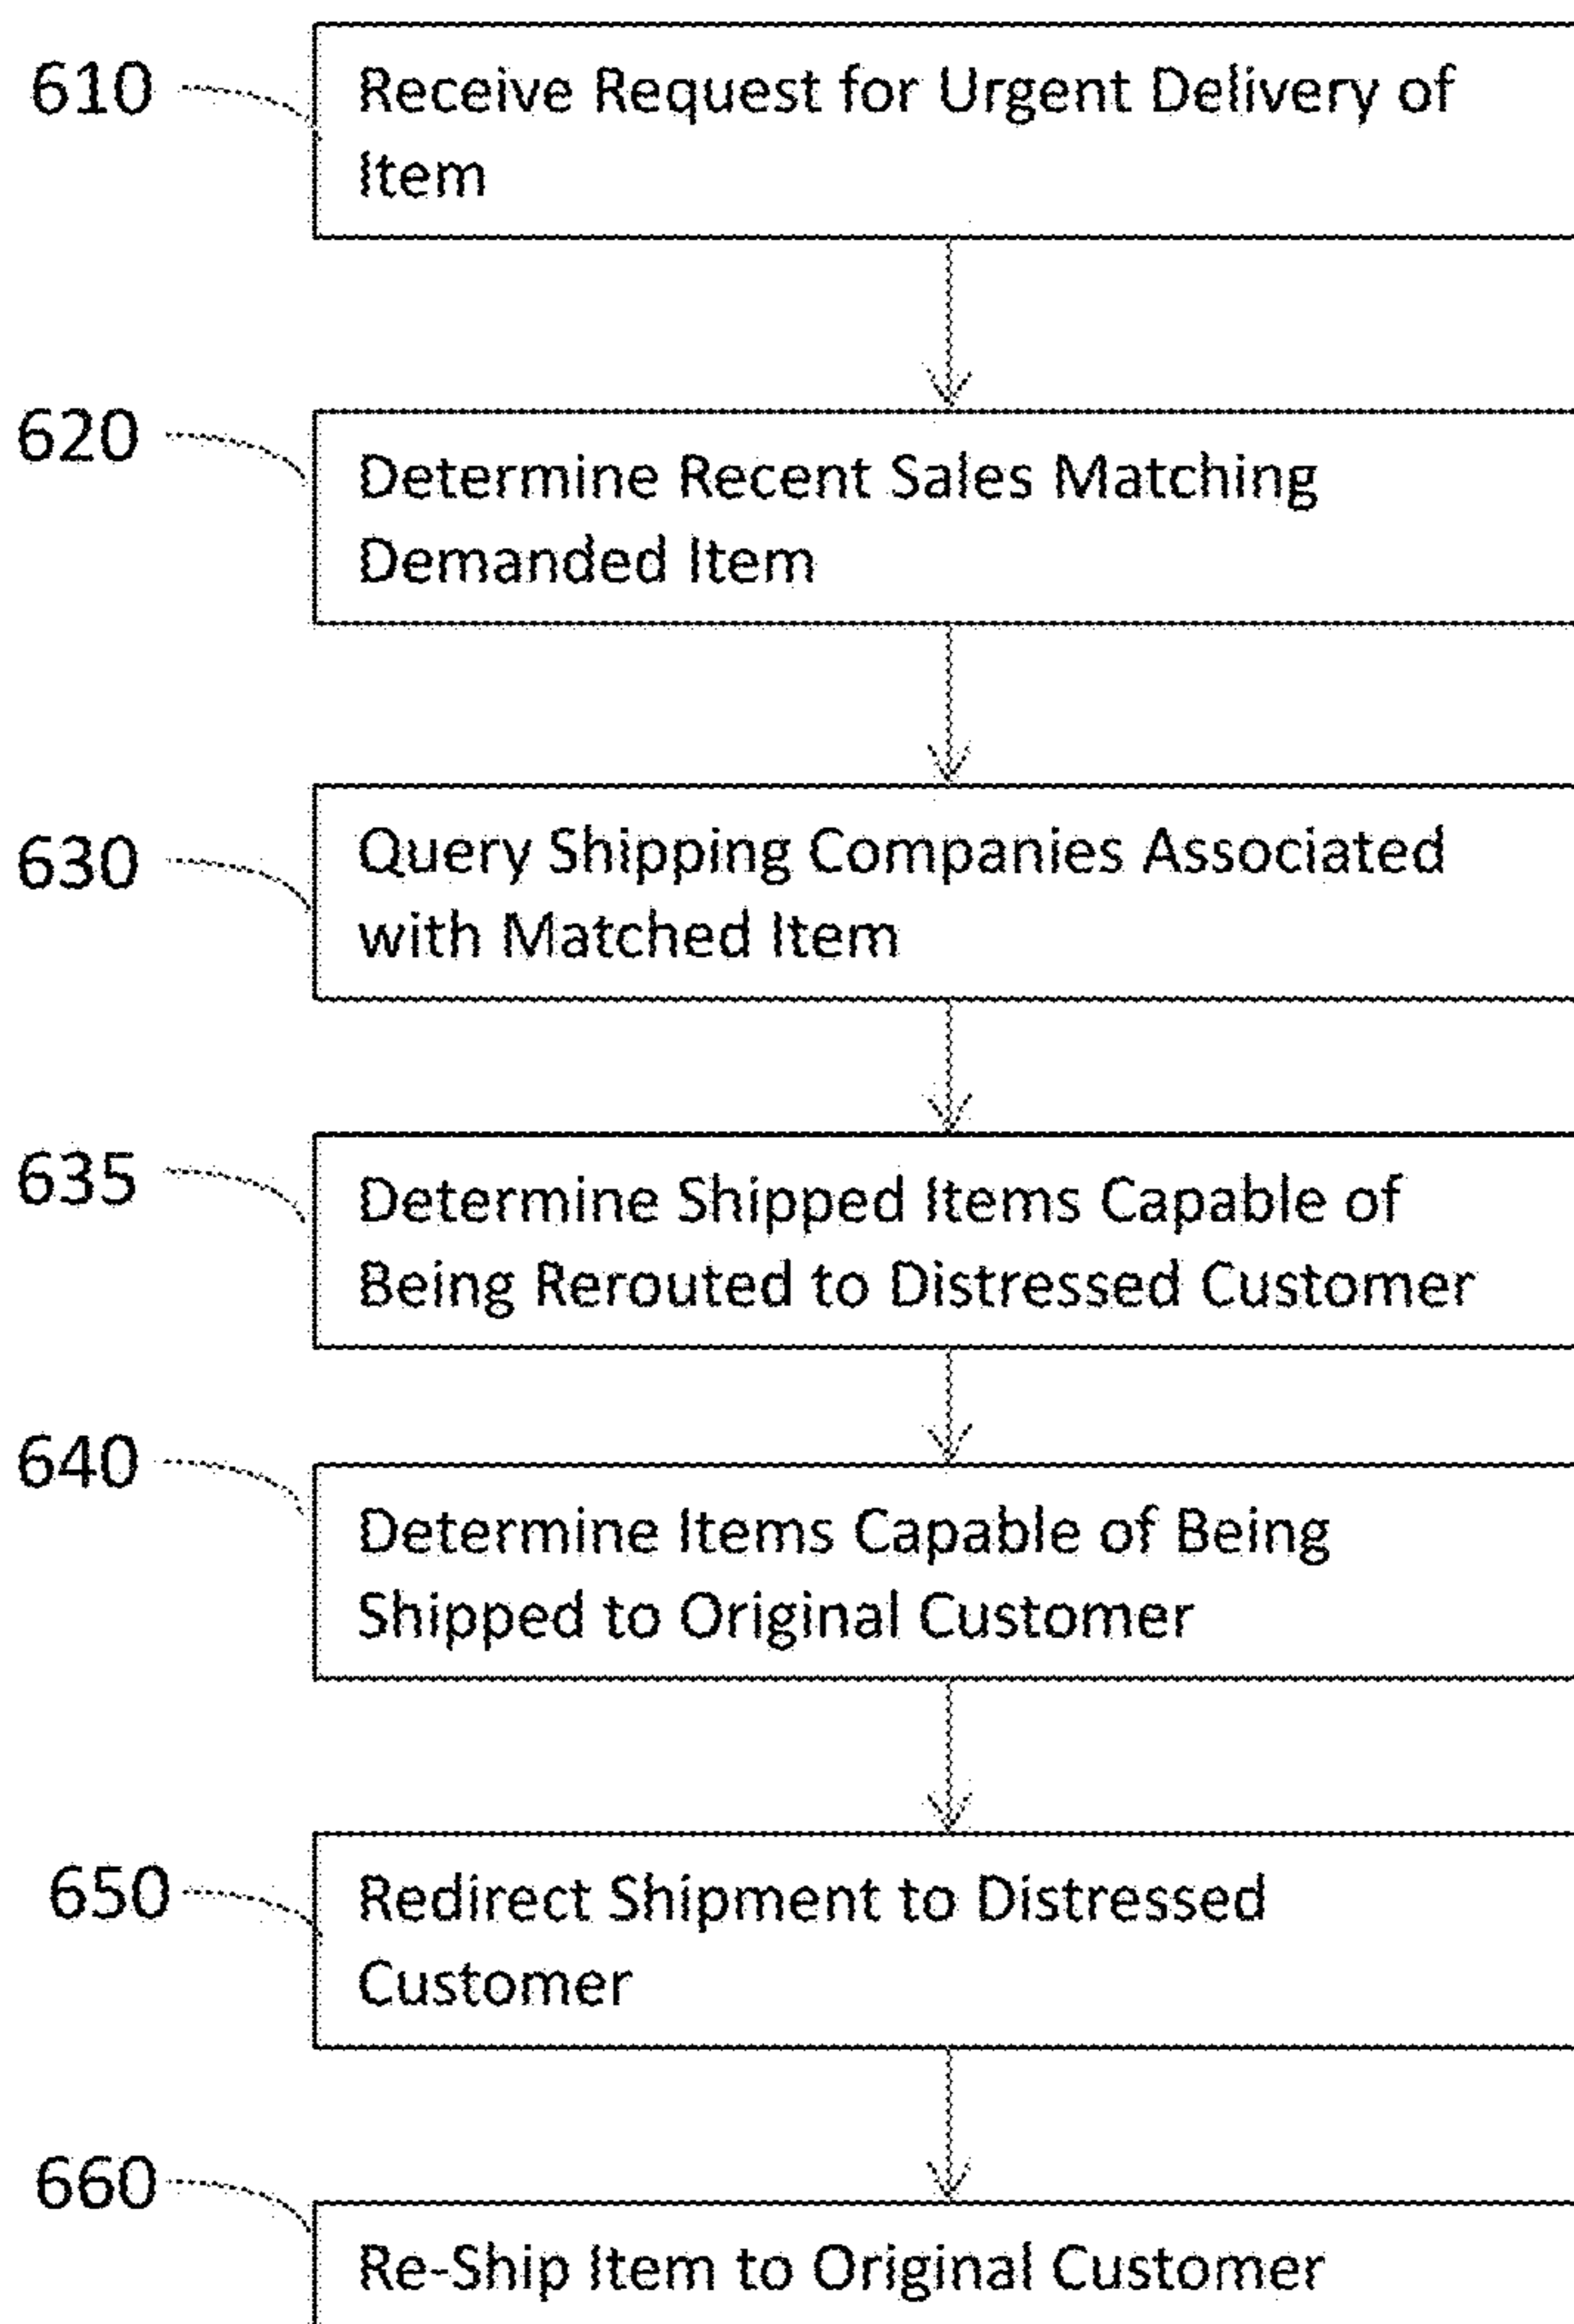 610
Receive Request for Urgent Delivery of
Item
620
Determine Recent Sales Matching
Demanded Item
630
Query Shipping Companies Associated
with Matched Item
635
Determine Shipped Items Capable of
Being Rerouted to Distressed Customer
640
Determine Items Capable of Being
Shipped to Original Customer
650
Redirect Shipment to Distressed
Customer
660
Re-Ship Item to Original Customer